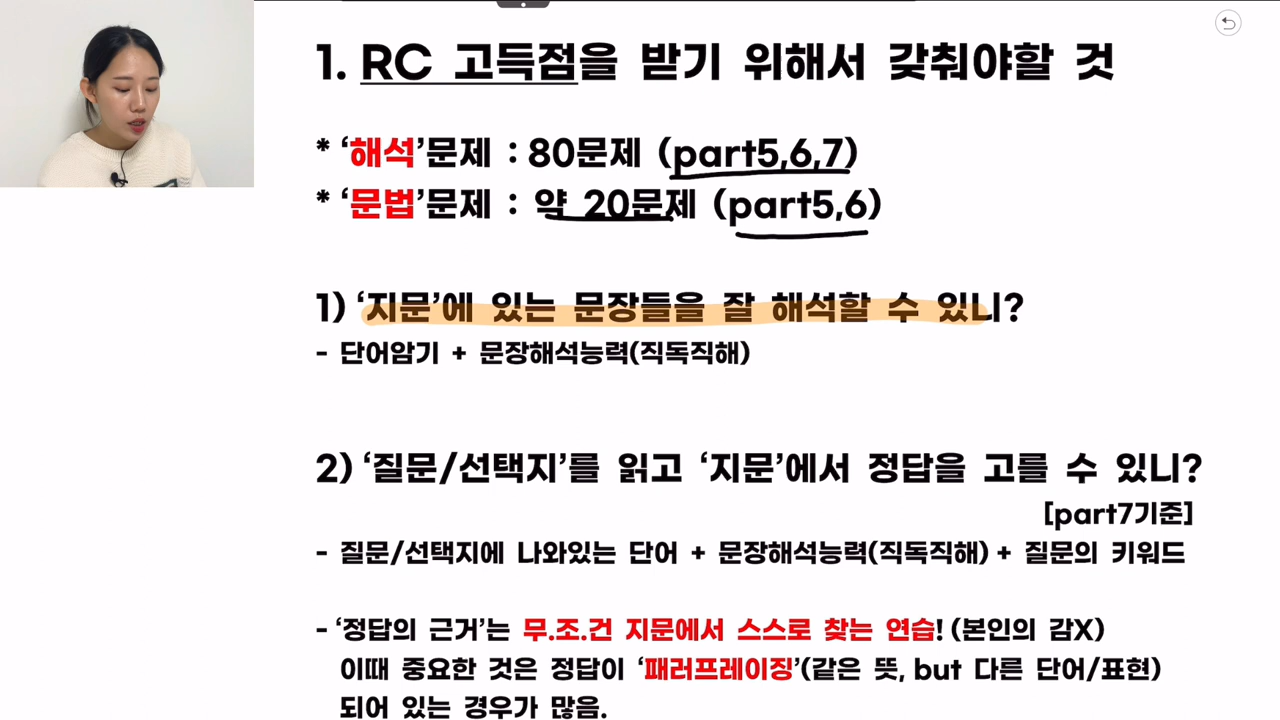 1. RC 고득점을 받기 위해서 갖춰야할 것
* ‘해석’문제 : 80문제 (part5,6,7)
* ‘문법’문제 : 약 20문제 (part5,6)
1) ‘지문’에 있는 문장들을 잘 해석할 수 있니?
- 단어암기 + 문장해석능력(직독직해)
2) ‘질문/선택지’를 읽고 ‘지문’에서 정답을 고를 수 있니?
[part7기준]
- 질문/선택지에 나와있는 단어 + 문장해석능력(직독직해) + 질문의 키워드
- ‘정답의 근거’는 무.조.건 지문에서 스스로 찾는 연습! (본인의 감X)
이때 중요한 것은 정답이 ‘패러프레이징’(같은 뜻, but 다른 단어/표현)
되어 있는 경우가 많음.